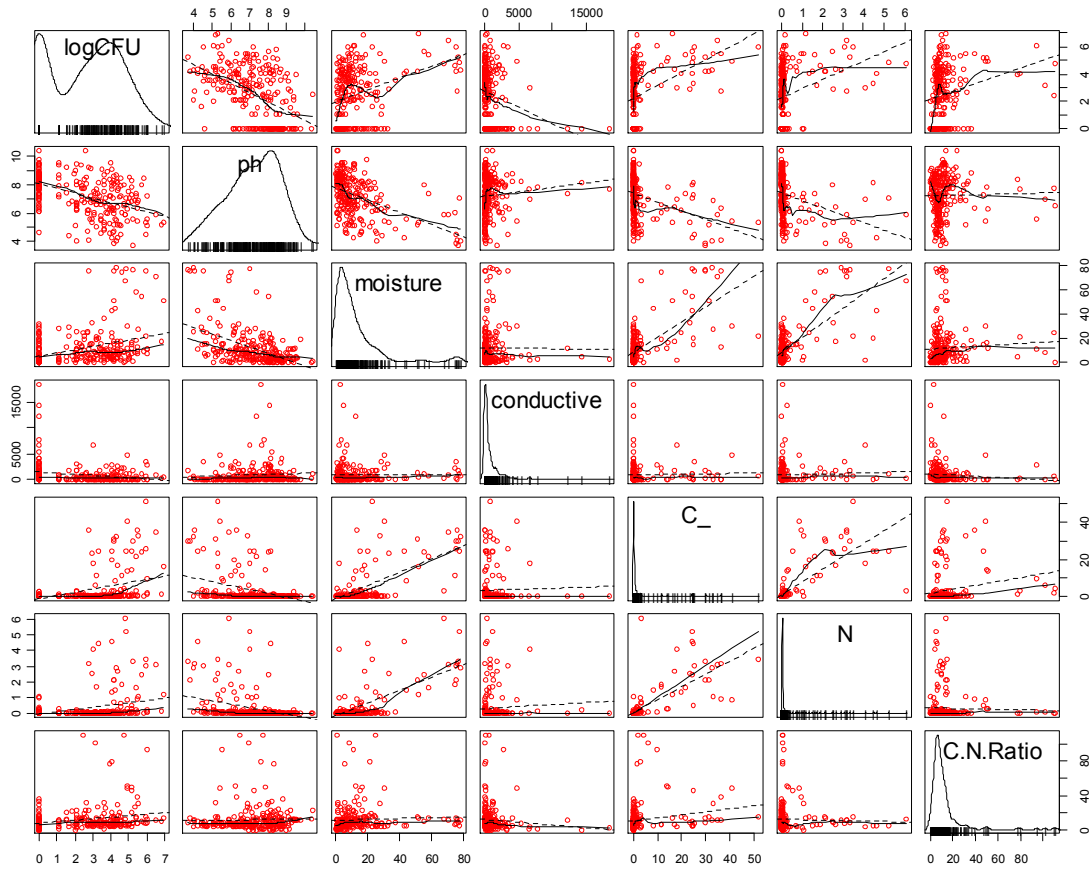 4 5 6 7 8 9
0 5000 15000
0 1 2 3 4 5 6
logCFU
0 2 4 6
4 6 8 10
ph
moisture
0 20 40 60 80
0 5000 15000
conductive
C_
0 20 40
0 1 2 3 4 5 6
N
C.N.Ratio
0 40 80
0 1 2 3 4 5 6 7
0 20 40 60 80
0 10 20 30 40 50
0 20 40 60 80